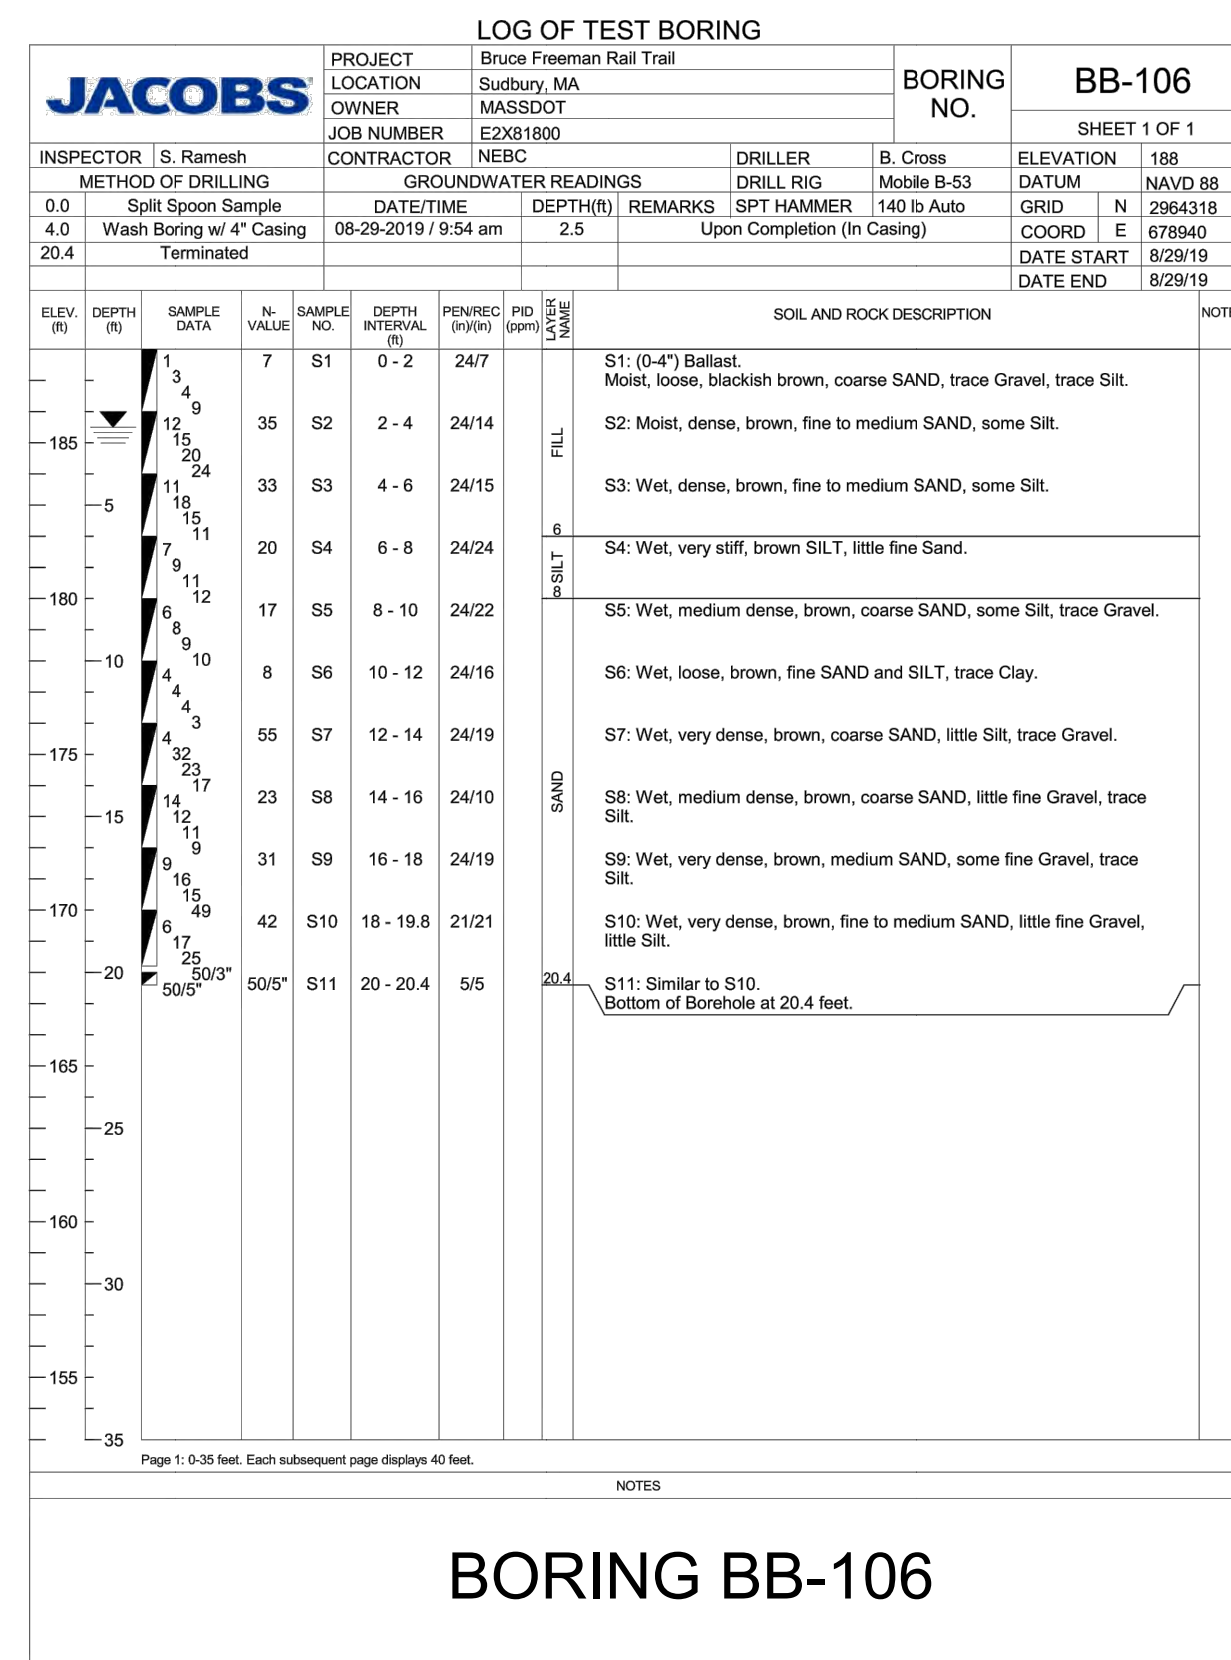 LOG OF TEST BORING
JACOBS
PROJECT Bruce Freeman Rail Trail
LOCATION Sudbury, MA
OWNER MASSDOT
JOB NUMBER E2X81800
BORING NO. BB-106
SHEET 1 OF 1
INSPECTOR S. Ramesh CONTRACTOR NEBC DRILLER B. Cross ELEVATION 188
METHOD OF DRILLING GROUNDWATER READINGS DRILL RIG Mobile B-53 DATUM NAVD 88
0.0 Split Spoon Sample DATE/TIME DEPTH(ft) REMARKS SPT HAMMER 140 lb Auto GRID N 2964318
4.0 Wash Boring w/ 4" Casing 08-29-2019 / 9:54 am 2.5 Upon Completion (In Casing) COORD E 678940
20.4 Terminated DATE START 8/29/19
DATE END 8/29/19
ELEV. (ft) DEPTH (ft) SAMPLE DATA N-VALUE SAMPLE NO. DEPTH INTERVAL (ft) PEN/REC (in)/(in) PID (ppm) LAYER NAME SOIL AND ROCK DESCRIPTION NOTE
1 7 S1 0 - 2 24/7 S1: (0-4") Ballast.
3 Moist, loose, blackish brown, coarse SAND, trace Gravel, trace Silt.
4
9
12 35 S2 2 - 4 24/14 S2: Moist, dense, brown, fine to medium SAND, some Silt.
185 15 FILL
20
24
11 33 S3 4 - 6 24/15 S3: Wet, dense, brown, fine to medium SAND, some Silt.
5 18
15
11 6
7 20 S4 6 - 8 24/24 S4: Wet, very stiff, brown SILT, little fine Sand.
9 SILT
11
180 12 8
6 17 S5 8 - 10 24/22 S5: Wet, medium dense, brown, coarse SAND, some Silt, trace Gravel.
8
9
10 10
4 8 S6 10 - 12 24/16 S6: Wet, loose, brown, fine SAND and SILT, trace Clay.
4
4
3
4 55 S7 12 - 14 24/19 S7: Wet, very dense, brown, coarse SAND, little Silt, trace Gravel.
175 32
23
17 SAND
14 23 S8 14 - 16 24/10 S8: Wet, medium dense, brown, coarse SAND, little fine Gravel, trace
15 12 Silt.
11
9
9 31 S9 16 - 18 24/19 S9: Wet, very dense, brown, medium SAND, some fine Gravel, trace
16 Silt.
15
170 49
6 42 S10 18 - 19.8 21/21 S10: Wet, very dense, brown, fine to medium SAND, little fine Gravel,
17 little Silt.
25
20 50/3" 20.4
50/5" 50/5" S11 20 - 20.4 5/5 S11: Similar to S10.
Bottom of Borehole at 20.4 feet.
165
25
160
30
155
35
Page 1: 0-35 feet. Each subsequent page displays 40 feet.
NOTES
BORING BB-106